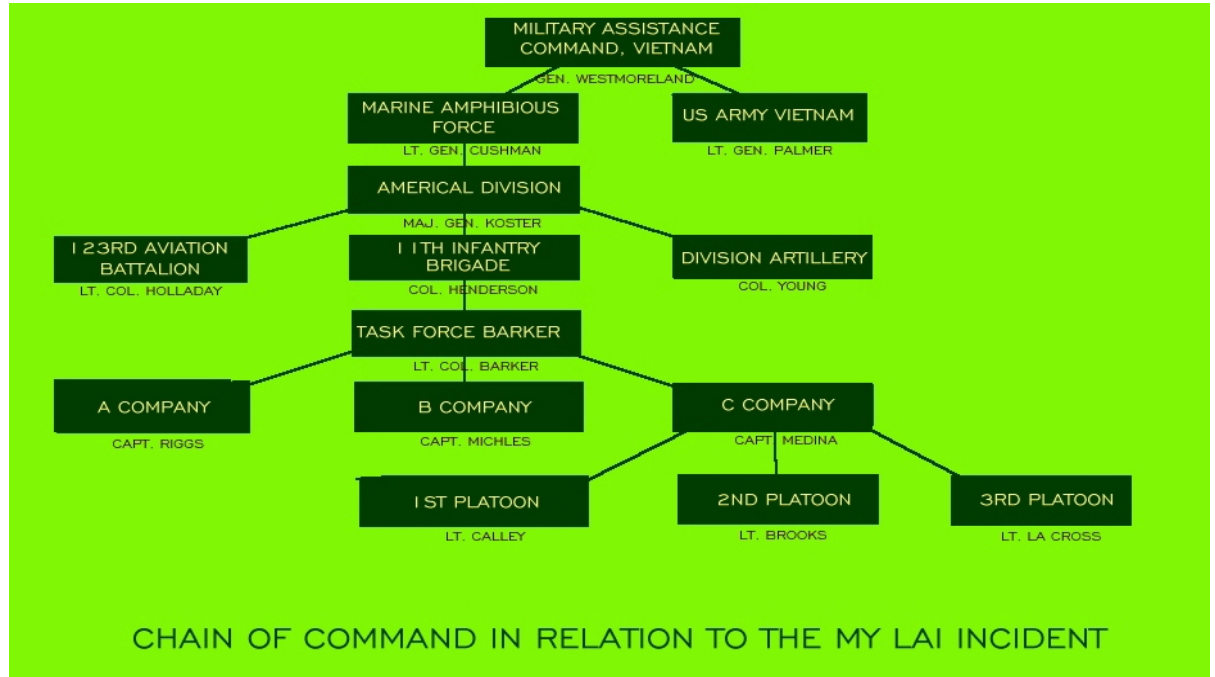 MILITARY ASSISTANCE
COMMAND, VIETNAM
GEN. WESTMORELAND
MARINE AMPHIBIOUS
FORCE
LT. GEN. CUSHMAN
US ARMY VIETNAM
LT. GEN. PALMER
AMERICAL DIVISION
MAJ. GEN. KOSTER
123RD AVIATION
BATTALION
LT. COL. HOLLADAY
11TH INFANTRY
BRIGADE
COL. HENDERSON
DIVISION ARTILLERY
COL. YOUNG
TASK FORCE BARKER
LT. COL. BARKER
A COMPANY
CAPT. RIGGS
B COMPANY
CAPT. MICHLES
C COMPANY
CAPT. MEDINA
1ST PLATOON
LT. CALLEY
2ND PLATOON
LT. BROOKS
3RD PLATOON
LT. LA CROSS
CHAIN OF COMMAND IN RELATION TO THE MY LAI INCIDENT